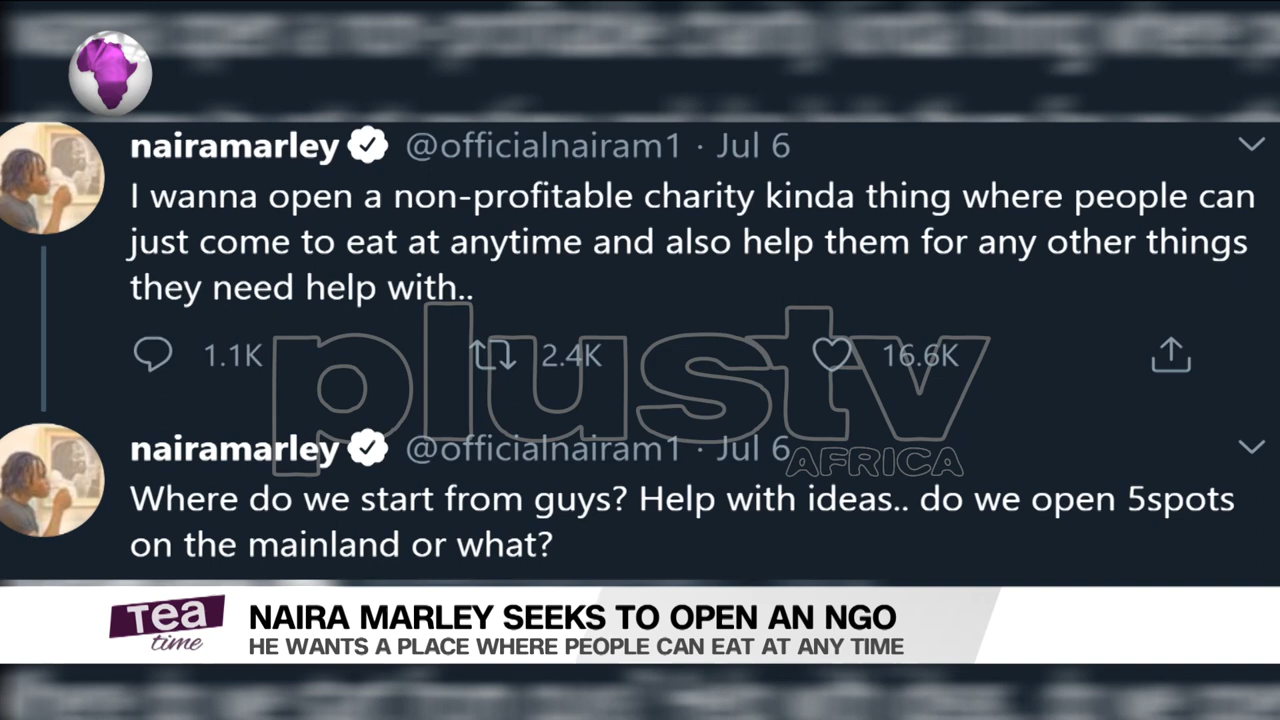 nairamarley @officialnairam1 · Jul 6
I wanna open a non-profitable charity kinda thing where people can
just come to eat at anytime and also help them for any other things
they need help with..
1.1K 2.4K 16.6K
plustv
AFRICA
nairamarley @officialnairam1 · Jul 6
Where do we start from guys? Help with ideas.. do we open 5spots
on the mainland or what?
Tea
time
NAIRA MARLEY SEEKS TO OPEN AN NGO
HE WANTS A PLACE WHERE PEOPLE CAN EAT AT ANY TIME